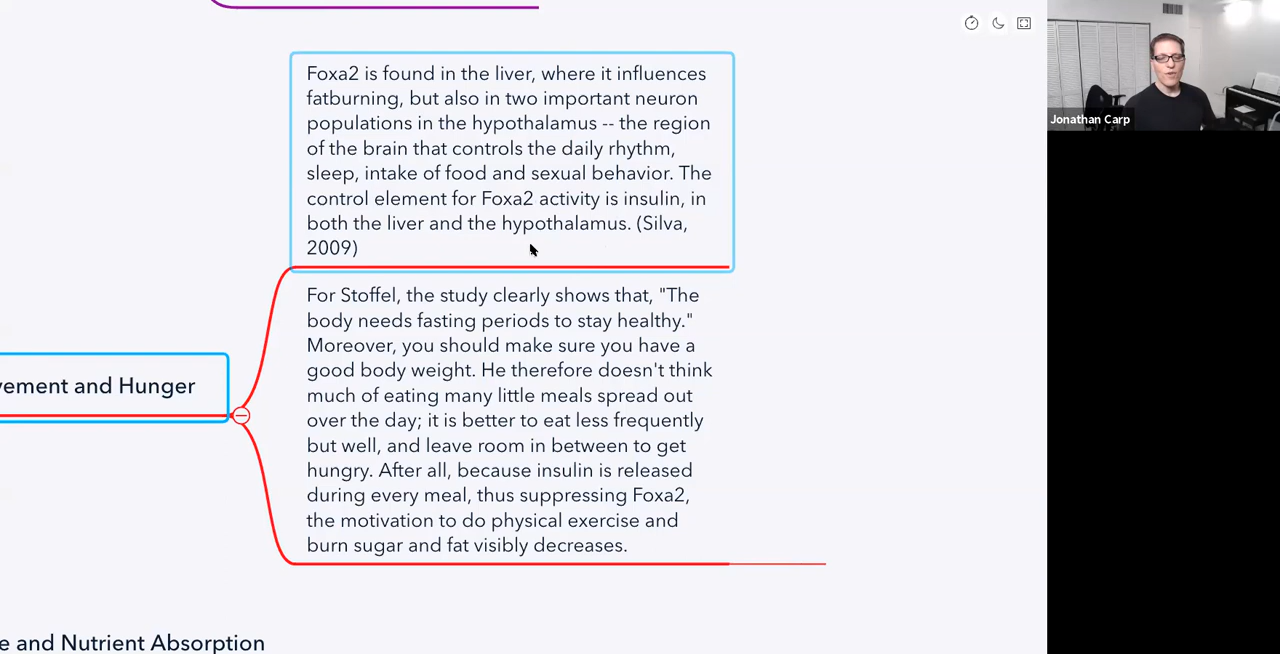 Foxa2 is found in the liver, where it influences
fatburning, but also in two important neuron
populations in the hypothalamus -- the region
of the brain that controls the daily rhythm,
sleep, intake of food and sexual behavior. The
control element for Foxa2 activity is insulin, in
both the liver and the hypothalamus. (Silva,
2009)
For Stoffel, the study clearly shows that, "The
body needs fasting periods to stay healthy."
Moreover, you should make sure you have a
good body weight. He therefore doesn't think
much of eating many little meals spread out
over the day; it is better to eat less frequently
but well, and leave room in between to get
hungry. After all, because insulin is released
during every meal, thus suppressing Foxa2,
the motivation to do physical exercise and
burn sugar and fat visibly decreases.
vement and Hunger
e and Nutrient Absorption
Jonathan Carp